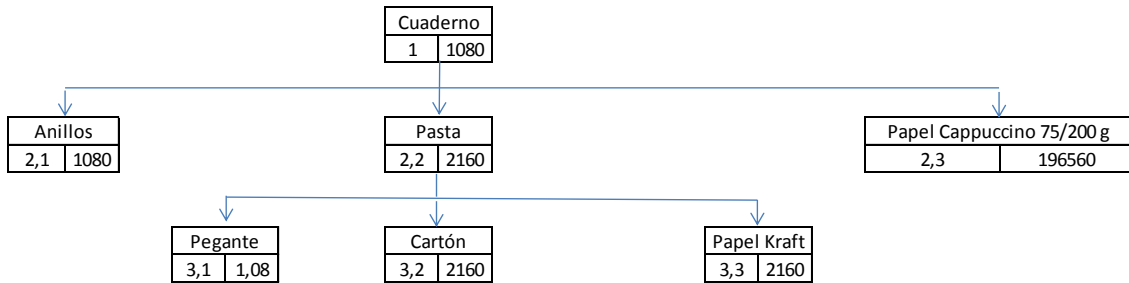 Cuaderno
1 1080
Anillos Pasta Papel Cappuccino 75/200 g
2,1 1080 2,2 2160 2,3 196560
Pegante Cartón Papel Kraft
3,1 1,08 3,2 2160 3,3 2160